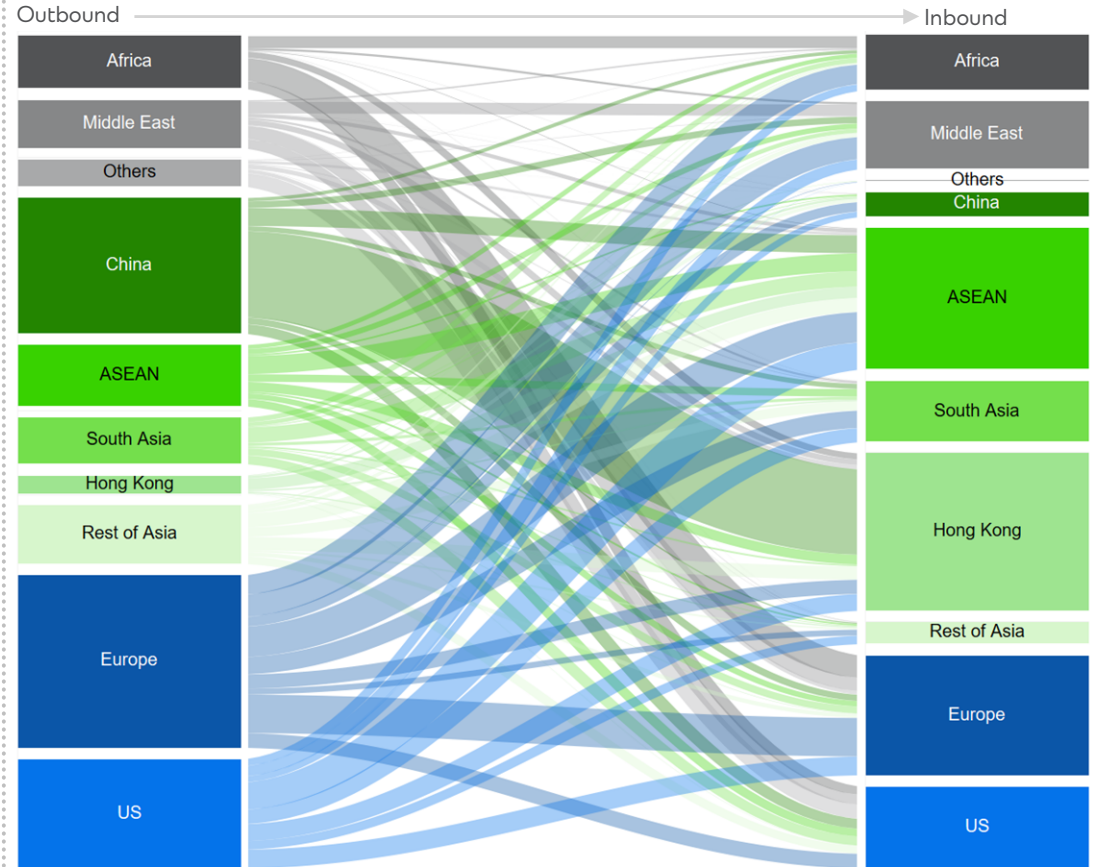 Outbound
Inbound
Africa
Middle East
Others
China
ASEAN
South Asia
Hong Kong
Rest of Asia
Europe
US
Africa
Middle East
Others
China
ASEAN
South Asia
Hong Kong
Rest of Asia
Europe
US